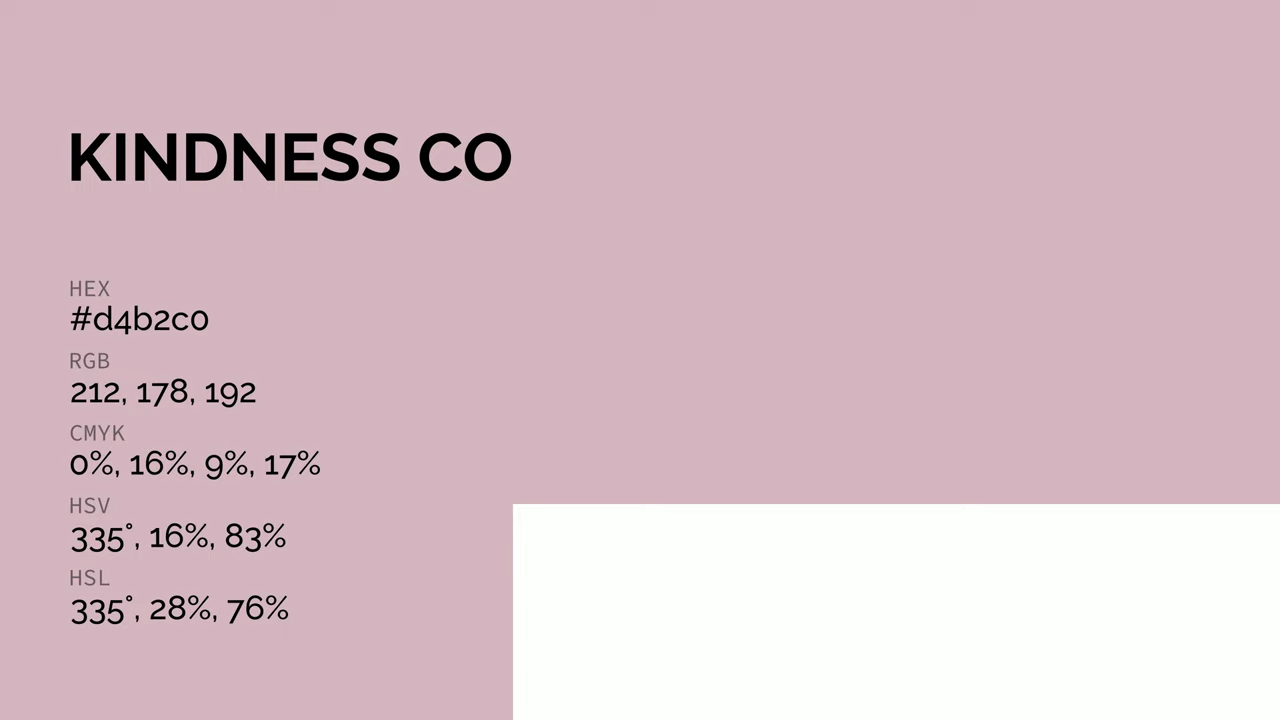 KINDNESS CO
HEX
#d4b2c0
RGB
212, 178, 192
CMYK
0%, 16%, 9%, 17%
HSV
335°, 16%, 83%
HSL
335°, 28%, 76%